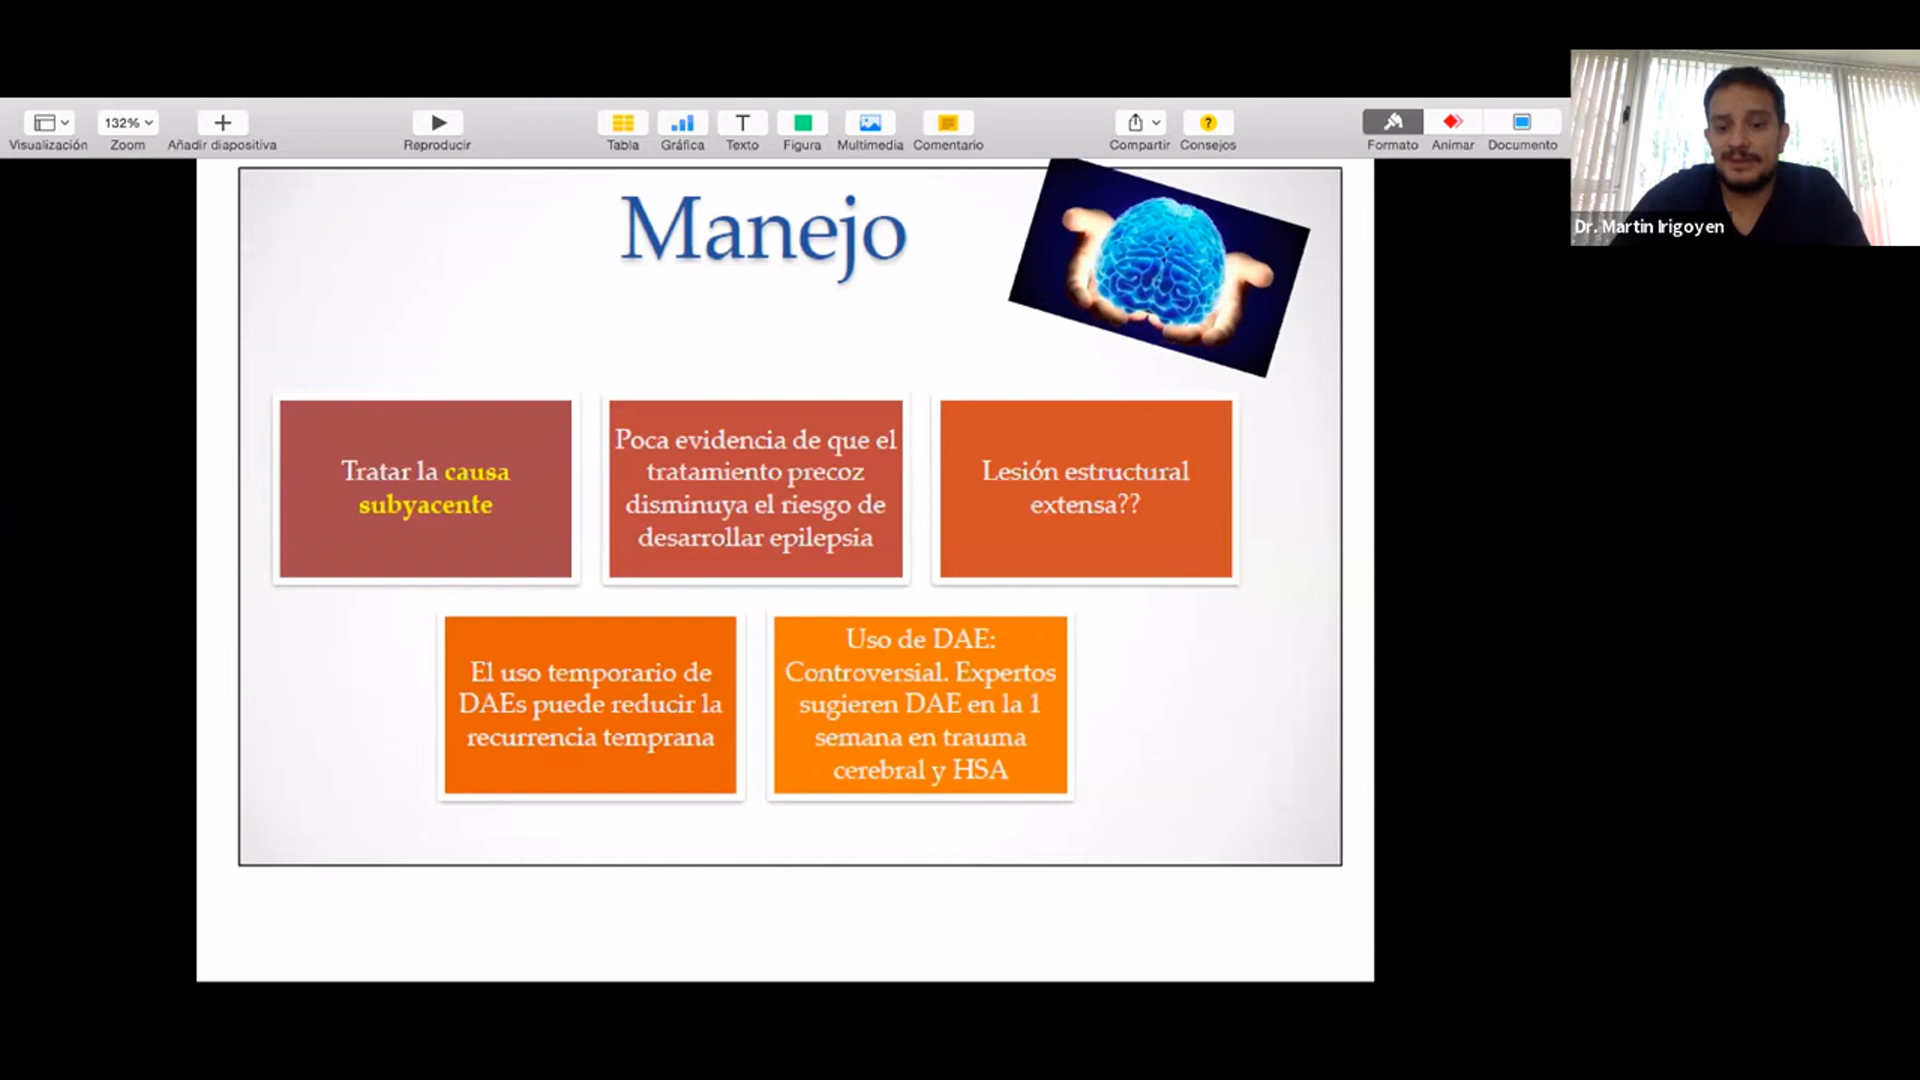 132%
Visualización Zoom Añadir diapositiva Reproducir Tabla Gráfica Texto Figura Multimedia Comentario Compartir Consejos Formato Animar Documento
Dr. Martin Irigoyen
Manejo
Tratar la causa
subyacente
Poca evidencia de que el
tratamiento precoz
disminuya el riesgo de
desarrollar epilepsia
Lesión estructural
extensa??
El uso temporario de
DAEs puede reducir la
recurrencia temprana
Uso de DAE:
Controversial. Expertos
sugieren DAE en la 1
semana en trauma
cerebral y HSA